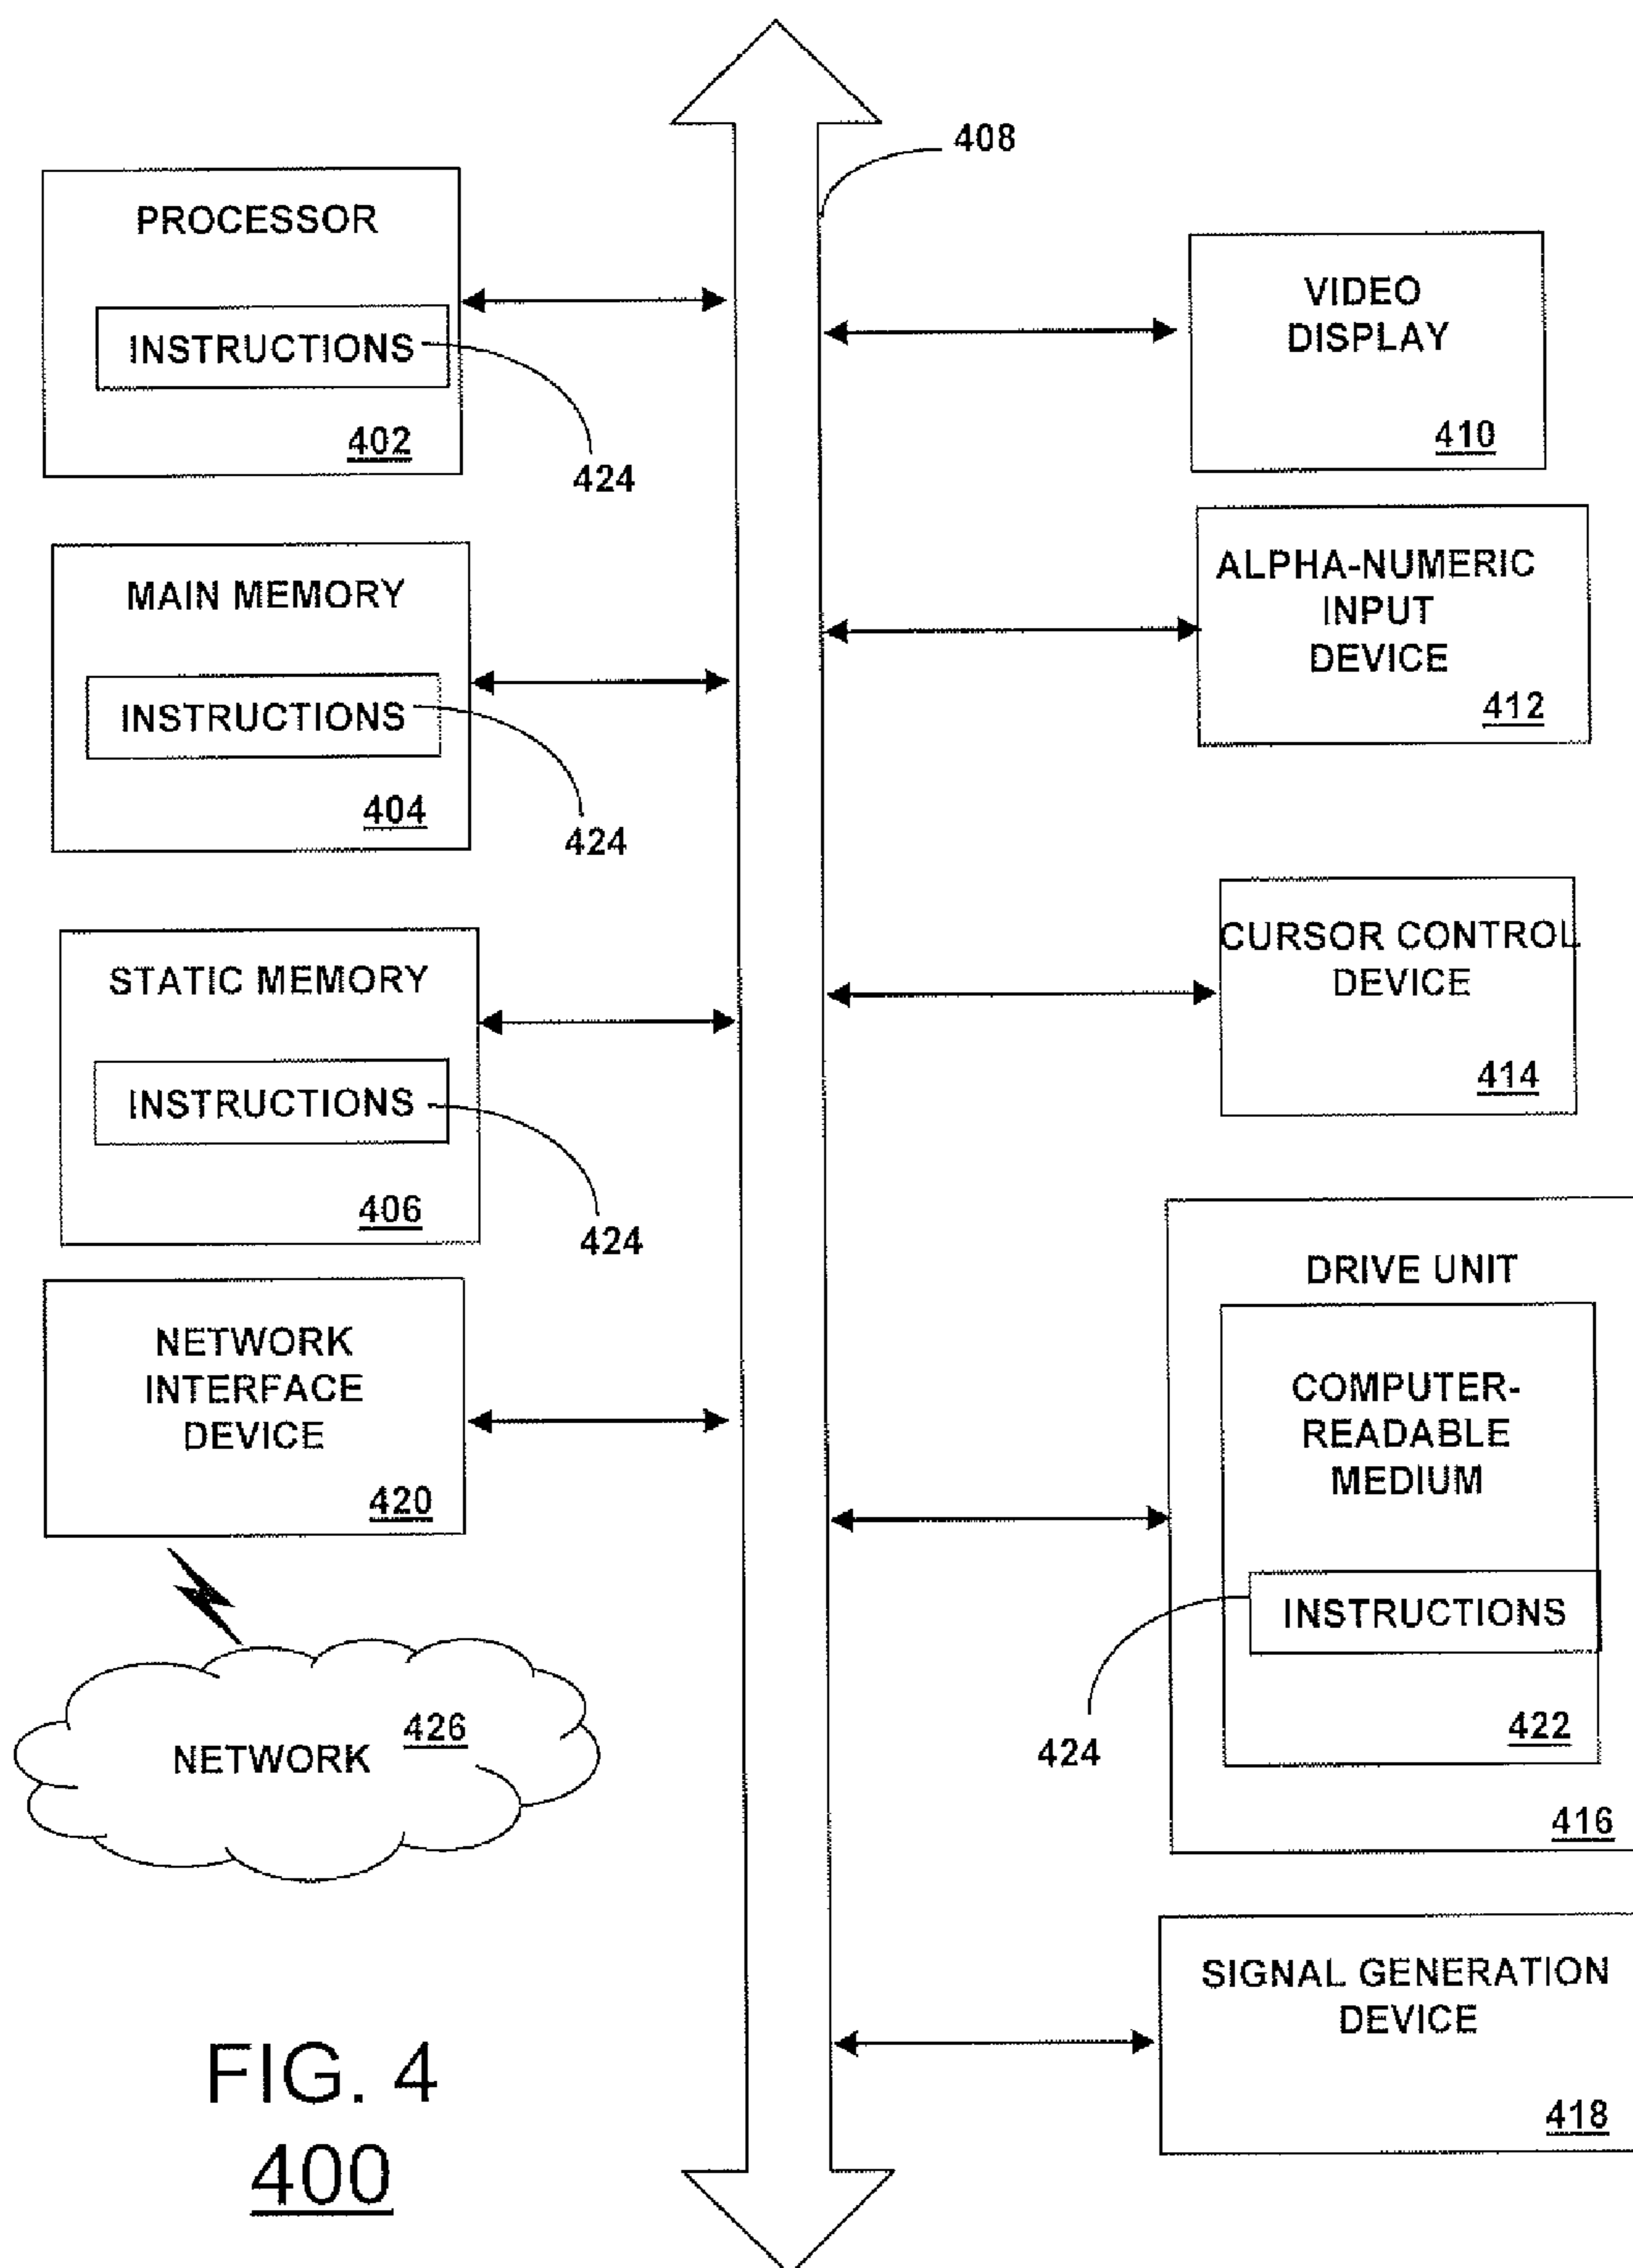 408
PROCESSOR
INSTRUCTIONS
402
424
MAIN MEMORY
INSTRUCTIONS
404
424
STATIC MEMORY
INSTRUCTIONS
406
424
NETWORK
INTERFACE
DEVICE
420
NETWORK
426
VIDEO
DISPLAY
410
ALPHA-NUMERIC
INPUT
DEVICE
412
CURSOR CONTROL
DEVICE
414
DRIVE UNIT
COMPUTER-
READABLE
MEDIUM
INSTRUCTIONS
424
422
416
SIGNAL GENERATION
DEVICE
418
FIG. 4
400